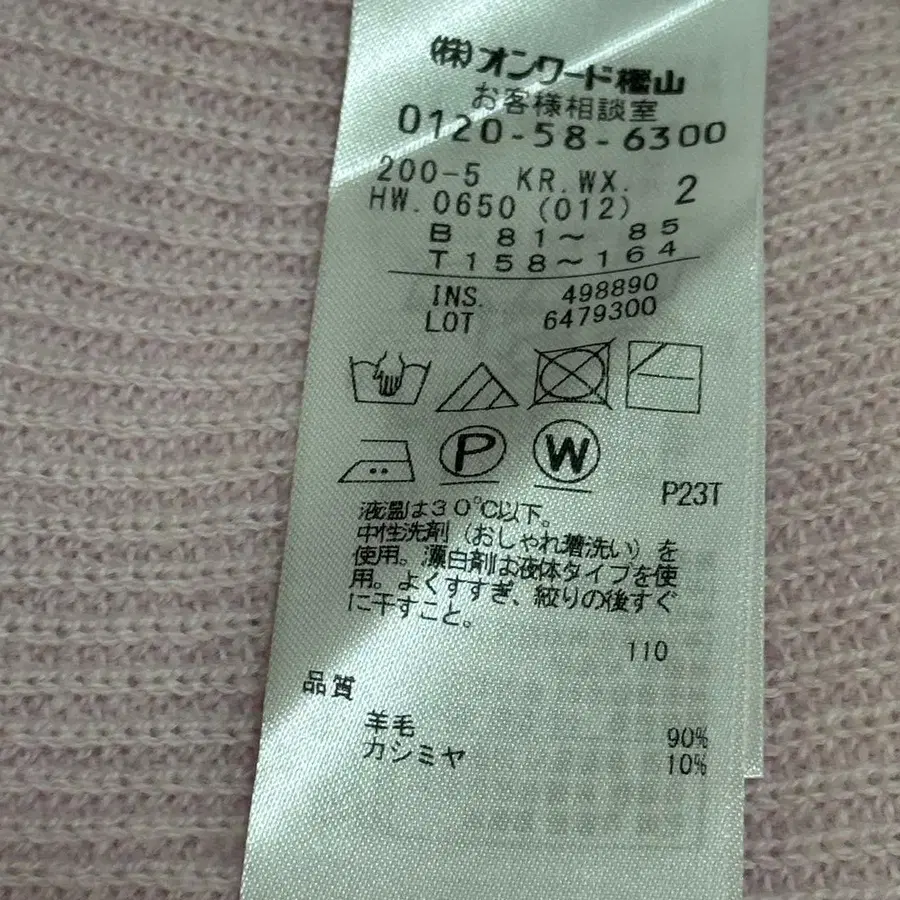 (株)オンワード樫山
お客様相談室
0120-58-6300
200-5 KR.WX. 2
HW.0650 (012)
B 81～ 85
T 158～164
INS. 498890
LOT 6479300
P W
P23T
液温は30℃以下。
中性洗剤（おしゃれ着洗い）を
使用。漂白剤は液体タイプを使
用。よくすすぎ、絞りの後すぐ
に干すこと。
110
品質
羊毛 90%
カシミヤ 10%